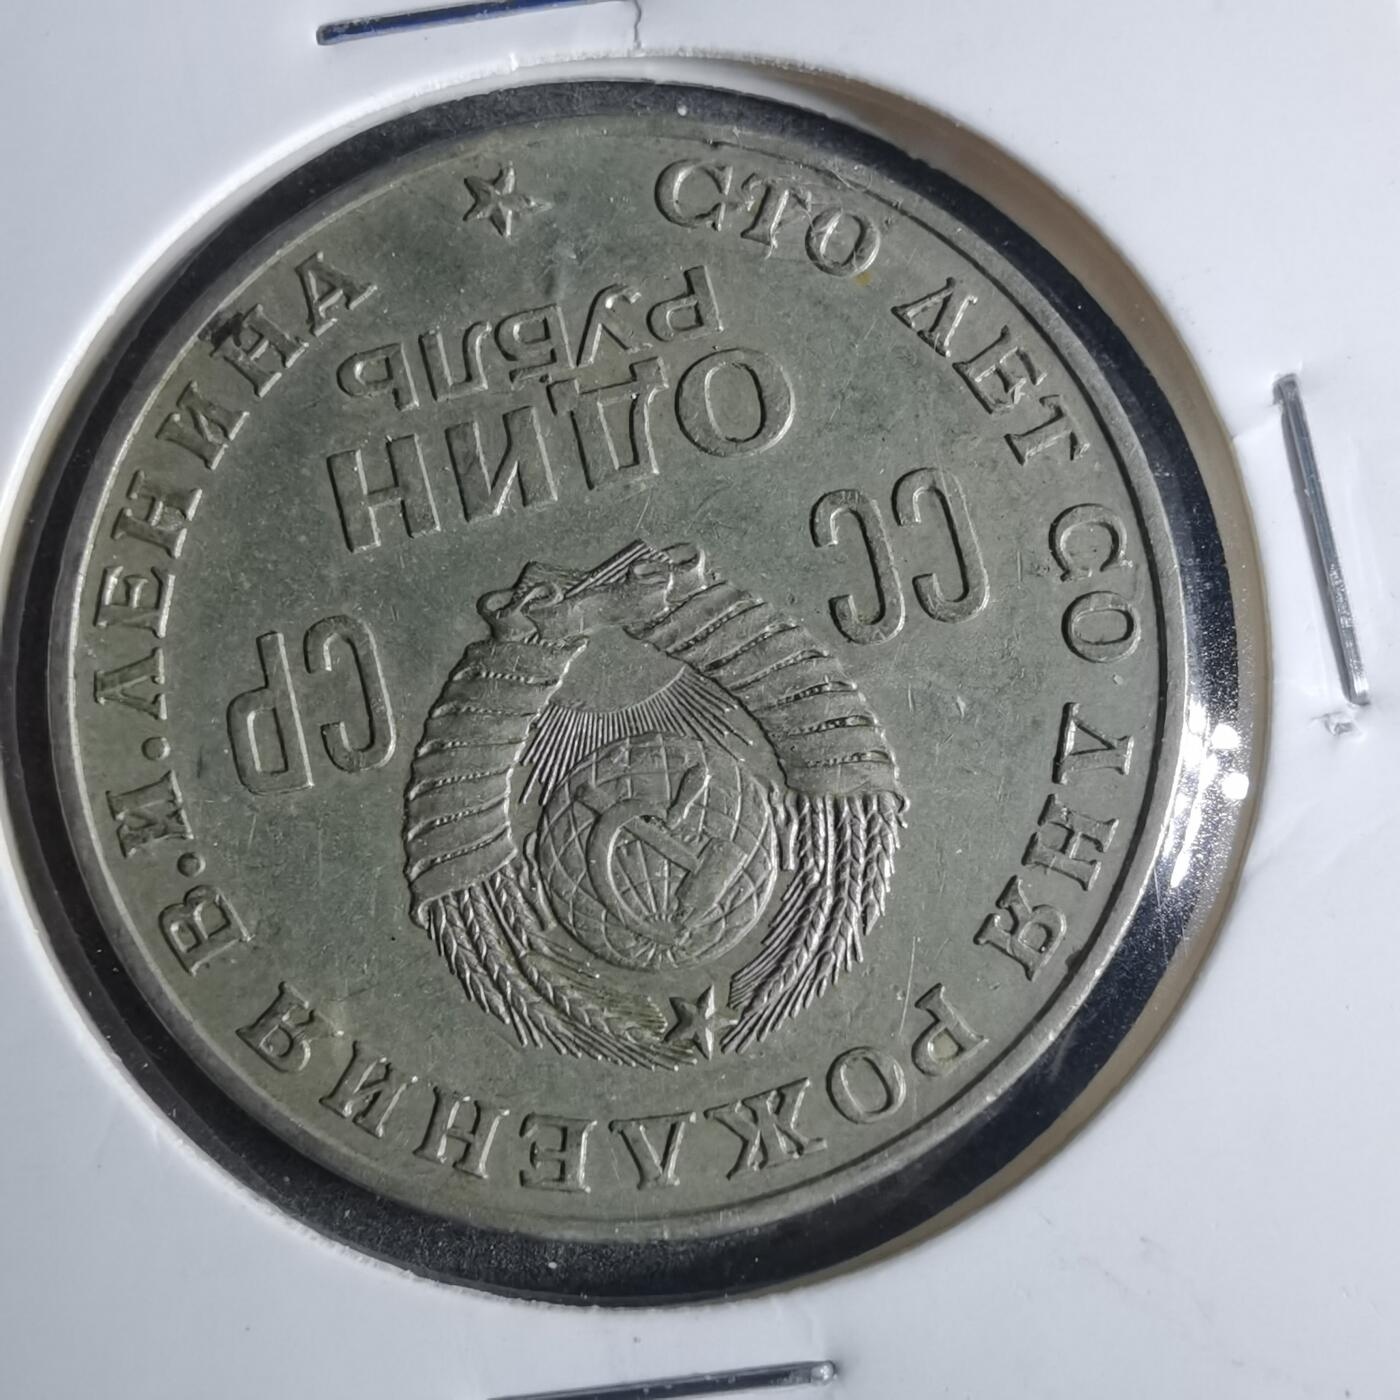 СТО ЛЕТ СО ДНЯ РОЖДЕНИЯ В.И.ЛЕНИНА
СС СР
ОДИН
РУБЛЬ